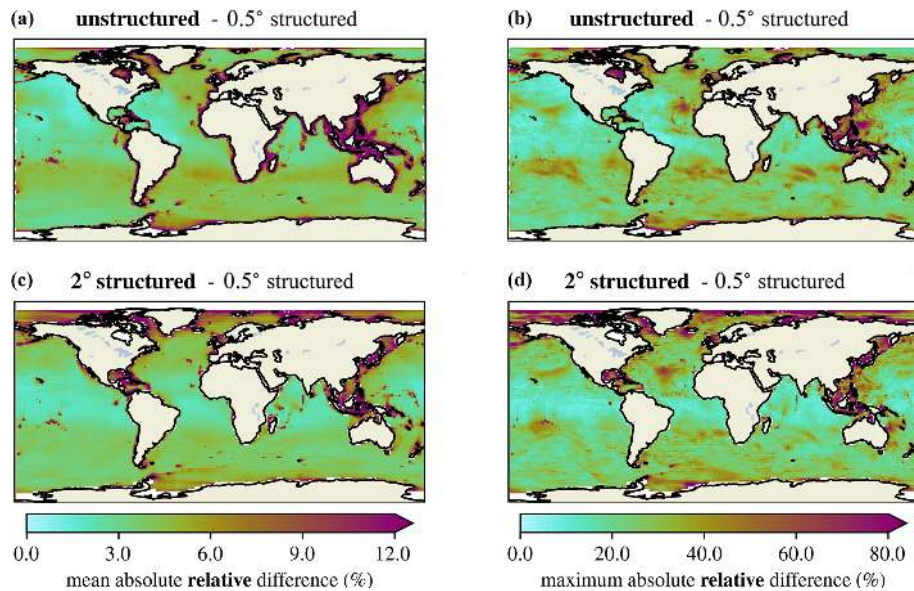 (a) unstructured - 0.5° structured
(b) unstructured - 0.5° structured
(c) 2° structured - 0.5° structured
(d) 2° structured - 0.5° structured
0.0 3.0 6.0 9.0 12.0
mean absolute relative difference (%)
0.0 20.0 40.0 60.0 80.0
maximum absolute relative difference (%)